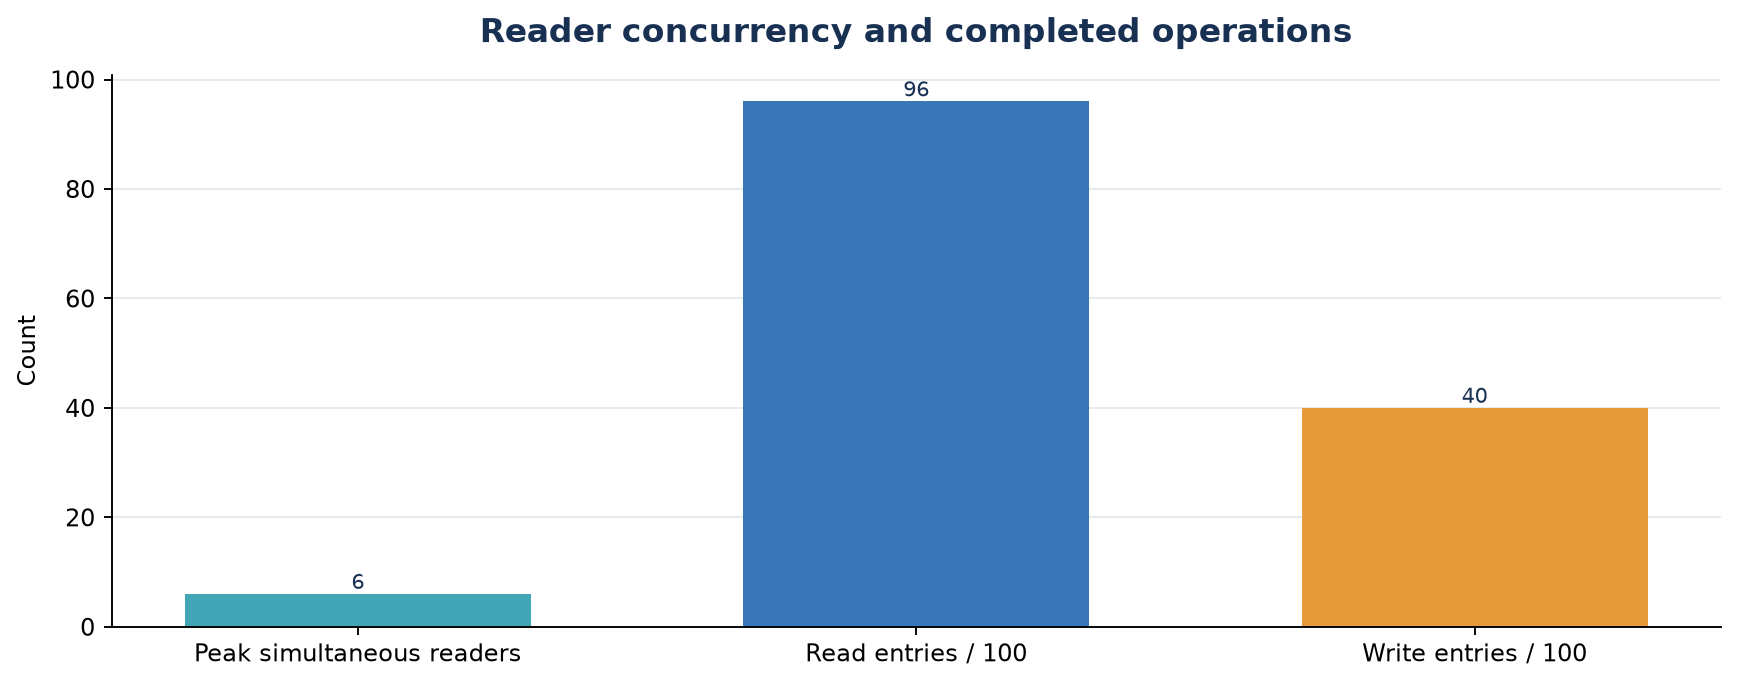 Reader concurrency and completed operations
100
80
60
40
20
0
Count
6
96
40
Peak simultaneous readers
Read entries / 100
Write entries / 100